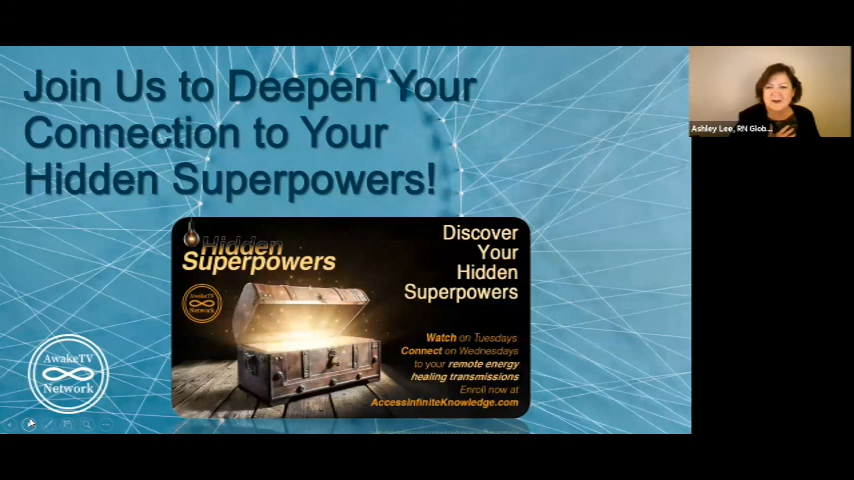 Join Us to Deepen Your
Connection to Your
Hidden Superpowers!
Ashley Lee, RN Glob...
Hidden
Superpowers
Discover
Your
Hidden
Superpowers
AwakeTV
Network
Watch on Tuesdays
Connect on Wednesdays
to your remote energy
healing transmissions
Enroll now at
AccessInfiniteKnowledge.com
AwakeTV
Network